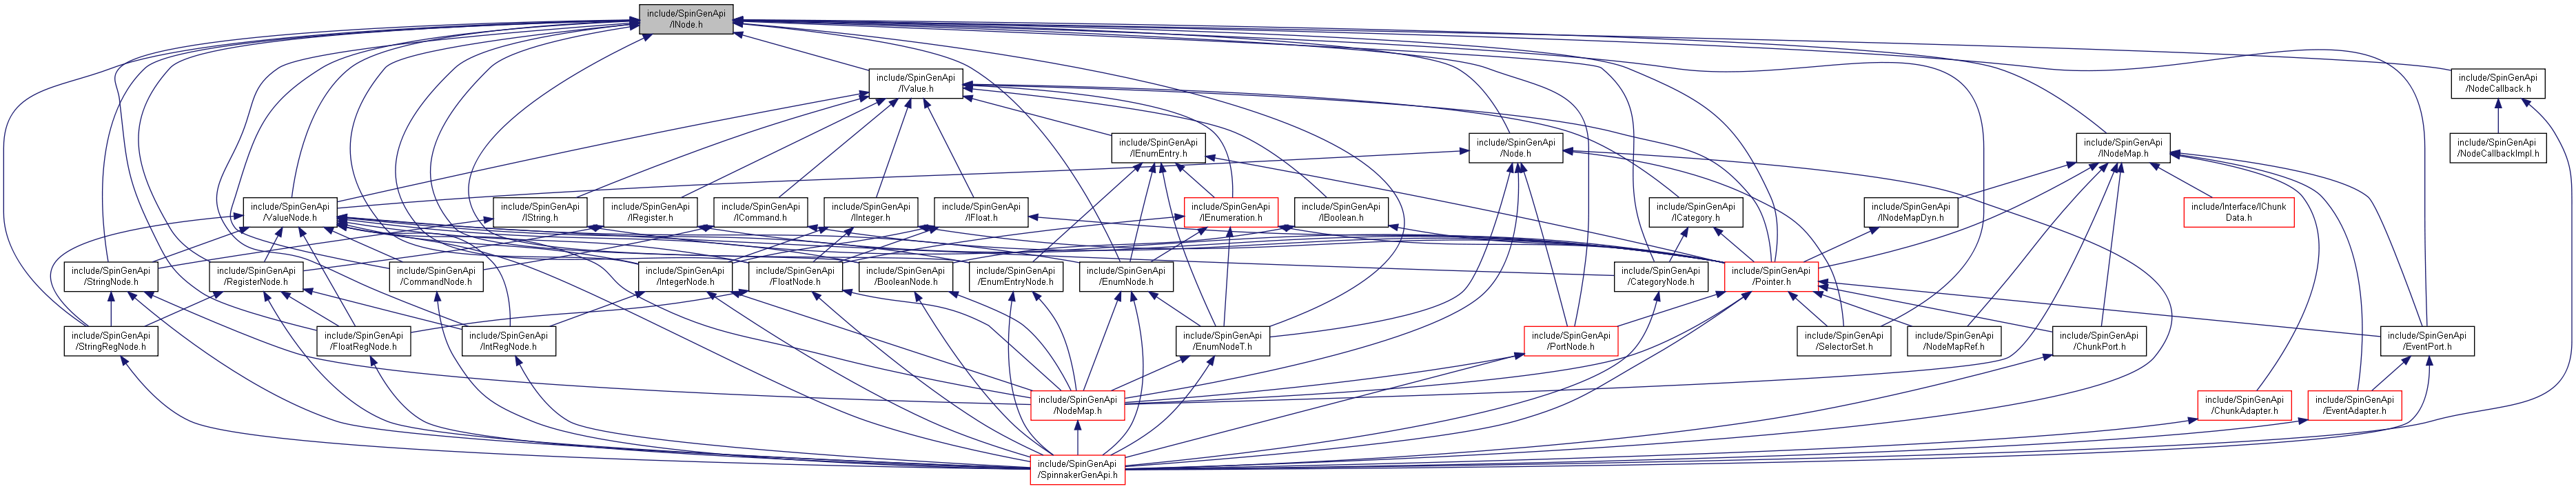 include/SpinGenApi
/INode.h
include/SpinGenApi
/IValue.h
include/SpinGenApi
/NodeCallback.h
include/SpinGenApi
/IEnumEntry.h
include/SpinGenApi
/Node.h
include/SpinGenApi
/INodeMap.h
include/SpinGenApi
/NodeCallbackImpl.h
include/SpinGenApi
/ValueNode.h
include/SpinGenApi
/IString.h
include/SpinGenApi
/IRegister.h
include/SpinGenApi
/ICommand.h
include/SpinGenApi
/IInteger.h
include/SpinGenApi
/IFloat.h
include/SpinGenApi
/IEnumeration.h
include/SpinGenApi
/IBoolean.h
include/SpinGenApi
/ICategory.h
include/SpinGenApi
/INodeMapDyn.h
include/Interface/IChunk
Data.h
include/SpinGenApi
/StringNode.h
include/SpinGenApi
/RegisterNode.h
include/SpinGenApi
/CommandNode.h
include/SpinGenApi
/IntegerNode.h
include/SpinGenApi
/FloatNode.h
include/SpinGenApi
/BooleanNode.h
include/SpinGenApi
/EnumEntryNode.h
include/SpinGenApi
/EnumNode.h
include/SpinGenApi
/CategoryNode.h
include/SpinGenApi
/Pointer.h
include/SpinGenApi
/StringRegNode.h
include/SpinGenApi
/FloatRegNode.h
include/SpinGenApi
/IntRegNode.h
include/SpinGenApi
/EnumNodeT.h
include/SpinGenApi
/PortNode.h
include/SpinGenApi
/SelectorSet.h
include/SpinGenApi
/NodeMapRef.h
include/SpinGenApi
/ChunkPort.h
include/SpinGenApi
/EventPort.h
include/SpinGenApi
/NodeMap.h
include/SpinGenApi
/ChunkAdapter.h
include/SpinGenApi
/EventAdapter.h
include/SpinGenApi
/SpinnakerGenApi.h